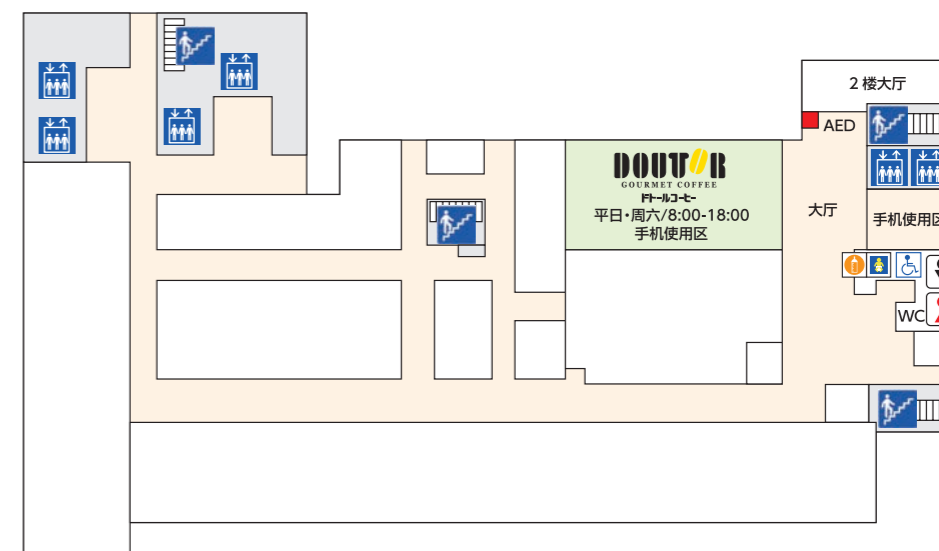 2 楼大厅
AED
DOUTOR
GOURMET COFFEE
ドトールコーヒー
平日・周六/8:00-18:00
手机使用区
大厅
手机使用区
WC